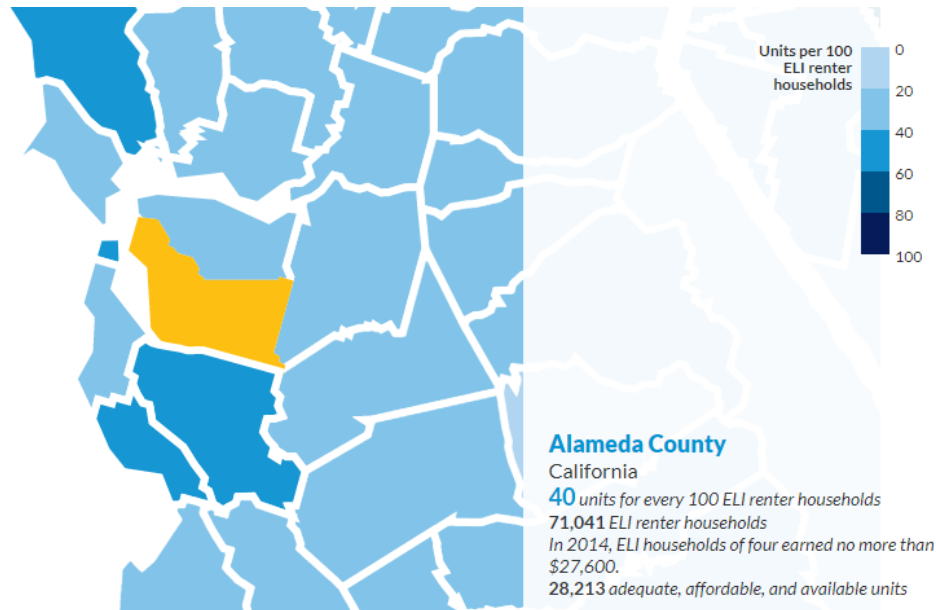 Units per 100
ELI renter
households
0
20
40
60
80
100
Alameda County
California
40 units for every 100 ELI renter households
71,041 ELI renter households
In 2014, ELI households of four earned no more than
$27,600.
28,213 adequate, affordable, and available units